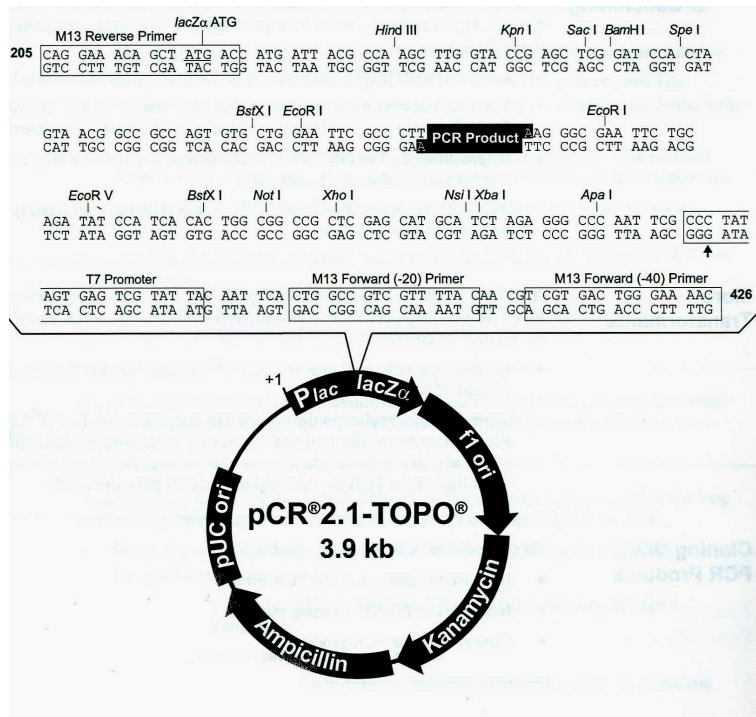 lacZα ATG
M13 Reverse Primer
Hind III Kpn I Sac I BamH I Spe I
205 CAG GAA ACA GCT ATG ACC ATG ATT ACG CCA AGC TTG GTA CCG AGC TCG GAT CCA CTA
GTC CTT TGT CGA TAC TGG TAC TAA TGC GGT TCG AAC CAT GGC TCG AGC CTA GGT GAT
BstX I EcoR I EcoR I
GTA ACG GCC GCC AGT GTG CTG GAA TTC GCC CTT PCR Product AAG GGC GAA TTC TGC
CAT TGC CGG CGG TCA CAC GAC CTT AAG CGG GAA TTC CCG CTT AAG ACG
EcoR V BstX I Not I Xho I Nsi I Xba I Apa I
AGA TAT CCA TCA CAC TGG CGG CCG CTC GAG CAT GCA TCT AGA GGG CCC AAT TCG CCC TAT
TCT ATA GGT AGT GTG ACC GCC GGC GAG CTC GTA CGT AGA TCT CCC GGG TTA AGC GGG ATA
T7 Promoter M13 Forward (-20) Primer M13 Forward (-40) Primer
AGT GAG TCG TAT TAC AAT TCA CTG GCC GTC GTT TTA CAA CGT CGT GAC TGG GAA AAC 426
TCA CTC AGC ATA ATG TTA AGT GAC CGG CAG CAA AAT GTT GCA GCA CTG ACC CTT TTG
+1
Plac lacZα
f1 ori
Kanamycin
Ampicillin
pUC ori
pCR®2.1-TOPO®
3.9 kb